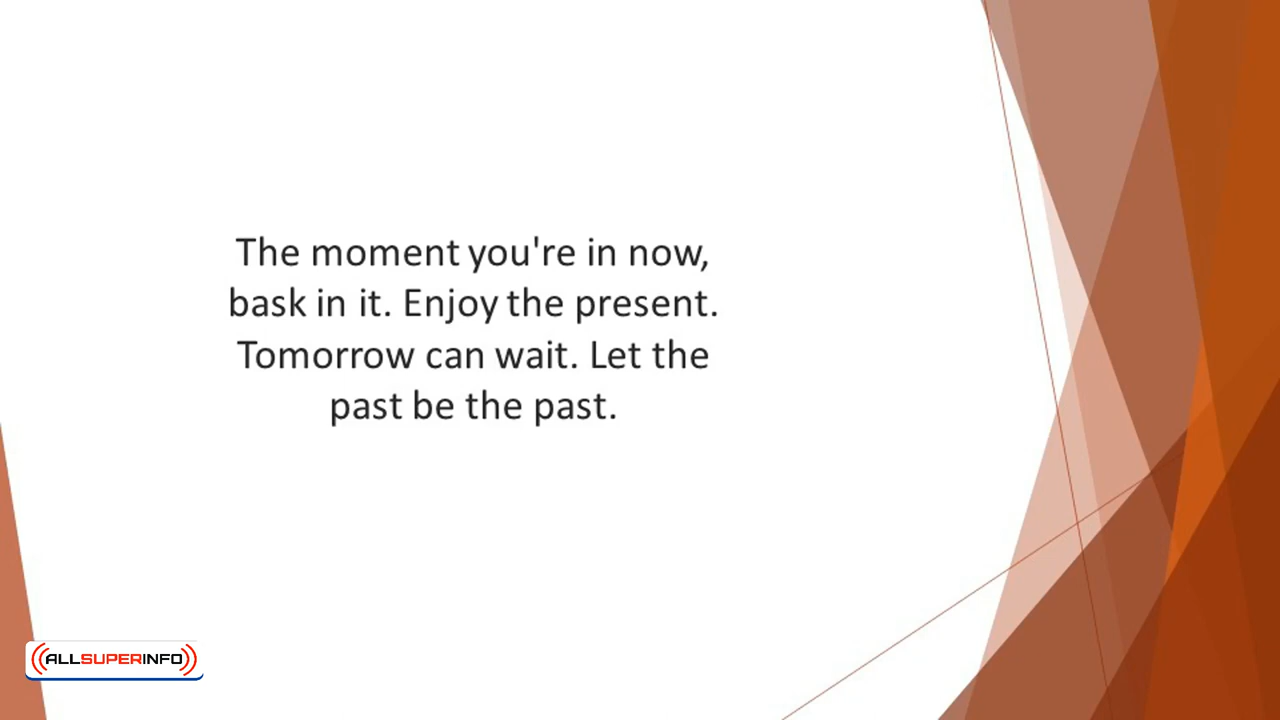 The moment you're in now,
bask in it. Enjoy the present.
Tomorrow can wait. Let the
past be the past.
((ALLSUPERINFO))